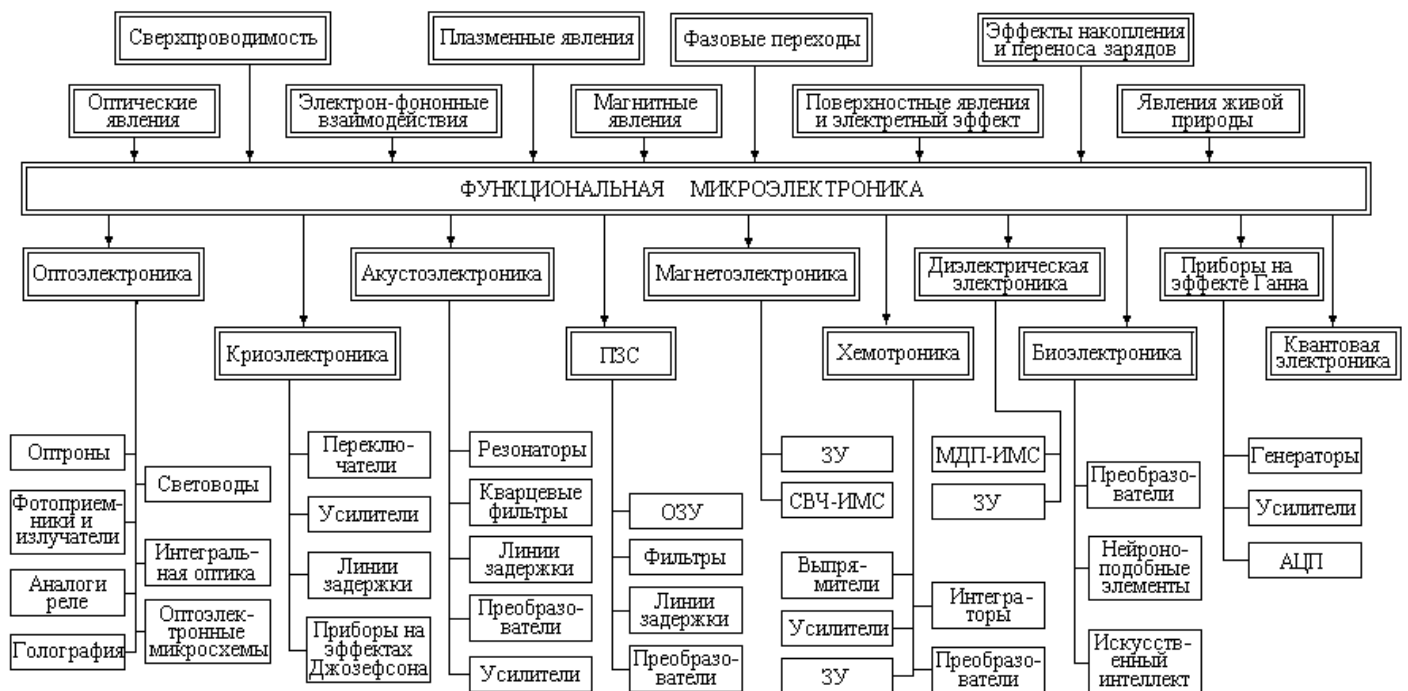 Сверхпроводимость
Плазменные явления
Фазовые переходы
Эффекты накопления
и переноса зарядов
Оптические
явления
Электрон-фононные
взаимодействия
Магнитные
явления
Поверхностные явления
и электретный эффект
Явления живой
природы
ФУНКЦИОНАЛЬНАЯ МИКРОЭЛЕКТРОНИКА
Оптоэлектроника
Акустоэлектроника
Магнетоэлектроника
Диэлектрическая
электроника
Приборы на
эффекте Ганна
Криоэлектроника
ПЗС
Хемотроника
Биоэлектроника
Квантовая
электроника
Оптроны
Световоды
Фотоприем-
ники и
излучатели
Интеграль-
ная оптика
Аналоги
реле
Оптоэлек-
тронные
микросхемы
Голография
Переклю-
чатели
Усилители
Линии
задержки
Приборы на
эффектах
Джозефсона
Резонаторы
Кварцевые
фильтры
Линии
задержки
Преобразо-
ватели
Усилители
ОЗУ
Фильтры
Линии
задержки
Преобразо-
ватели
ЗУ
СВЧ-ИМС
Выпря-
мители
Интегра-
торы
Усилители
ЗУ
Преобразо-
ватели
МДП-ИМС
ЗУ
Преобразо-
ватели
Нейроно-
подобные
элементы
Искусств-
енный
интеллект
Генераторы
Усилители
АЦП